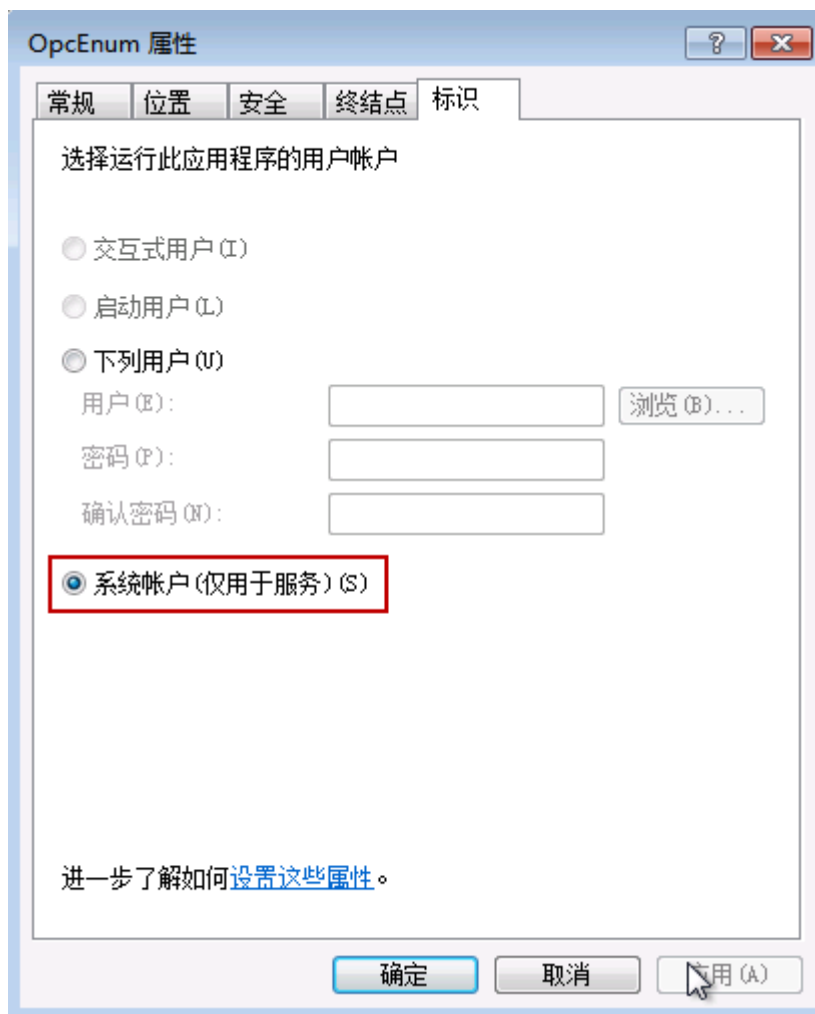 OpcEnum 属性
常规 位置 安全 终结点 标识
选择运行此应用程序的用户帐户
交互式用户(I)
启动用户(L)
下列用户(U)
用户(E):
浏览(B)...
密码(P):
确认密码(N):
系统帐户(仅用于服务)(S)
进一步了解如何设置这些属性。
确定 取消 应用(A)